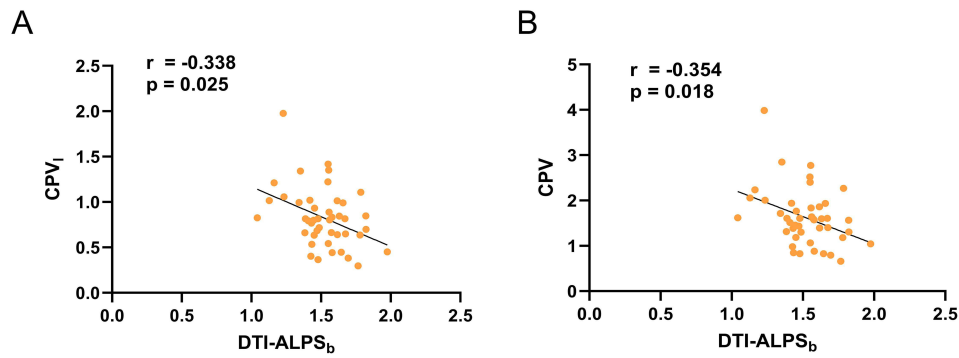 A
r = -0.338
p = 0.025
2.5
2.0
1.5
1.0
0.5
0.0
CPVl
0.0 0.5 1.0 1.5 2.0 2.5
DTI-ALPSb
B
r = -0.354
p = 0.018
5
4
3
2
1
0
CPV
0.0 0.5 1.0 1.5 2.0 2.5
DTI-ALPSb